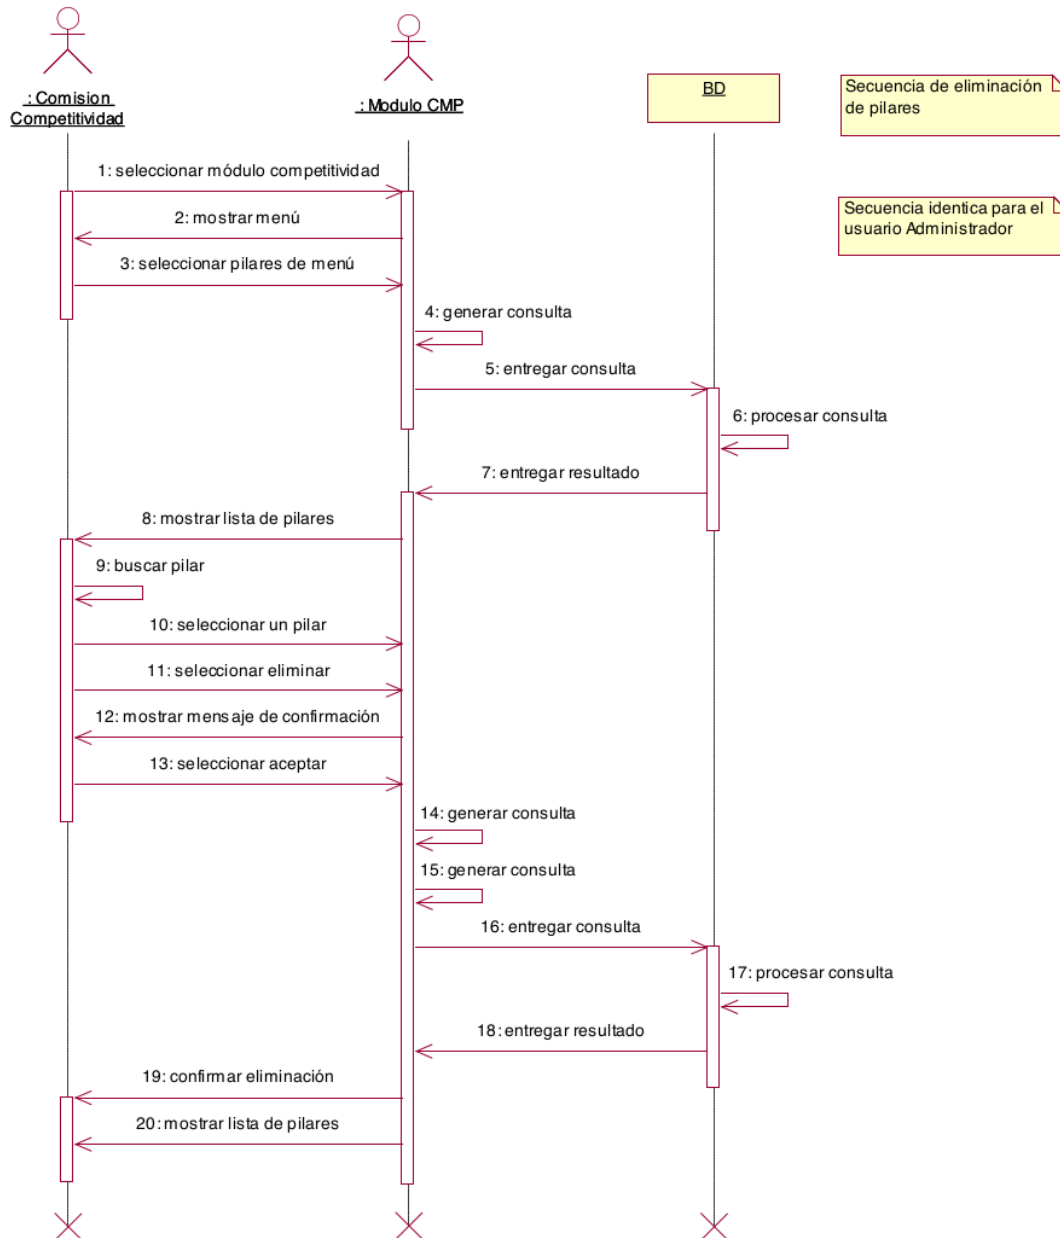 : Comision
Competitividad
: Modulo CMP
BD
Secuencia de eliminación
de pilares
Secuencia identica para el
usuario Administrador
1: seleccionar módulo competitividad
2: mostrar menú
3: seleccionar pilares de menú
4: generar consulta
5: entregar consulta
6: procesar consulta
7: entregar resultado
8: mostrar lista de pilares
9: buscar pilar
10: seleccionar un pilar
11: seleccionar eliminar
12: mostrar mensaje de confirmación
13: seleccionar aceptar
14: generar consulta
15: generar consulta
16: entregar consulta
17: procesar consulta
18: entregar resultado
19: confirmar eliminación
20: mostrar lista de pilares